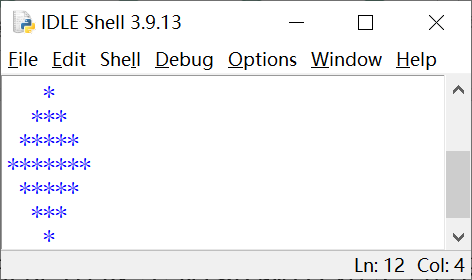 IDLE Shell 3.9.13
File Edit Shell Debug Options Window Help
   *
  ***
 *****
*******
 *****
  ***
   *
Ln: 12 Col: 4